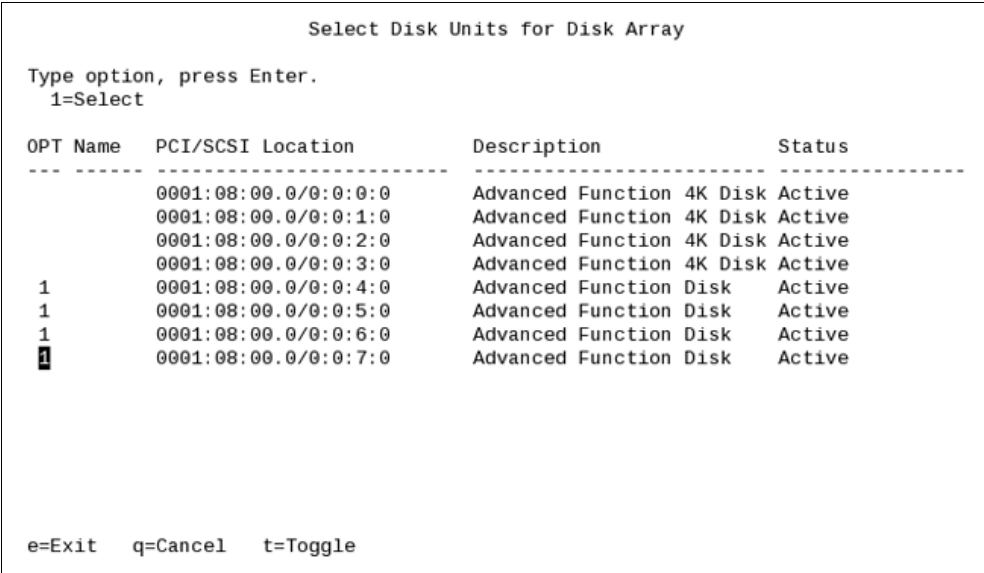 Select Disk Units for Disk Array
Type option, press Enter.
1=Select
OPT Name PCI/SCSI Location Description Status
--- ------ ------------------------- ------------------------- ----------------
0001:08:00.0/0:0:0:0 Advanced Function 4K Disk Active
0001:08:00.0/0:0:1:0 Advanced Function 4K Disk Active
0001:08:00.0/0:0:2:0 Advanced Function 4K Disk Active
0001:08:00.0/0:0:3:0 Advanced Function 4K Disk Active
1 0001:08:00.0/0:0:4:0 Advanced Function Disk Active
1 0001:08:00.0/0:0:5:0 Advanced Function Disk Active
1 0001:08:00.0/0:0:6:0 Advanced Function Disk Active
1 0001:08:00.0/0:0:7:0 Advanced Function Disk Active
e=Exit q=Cancel t=Toggle